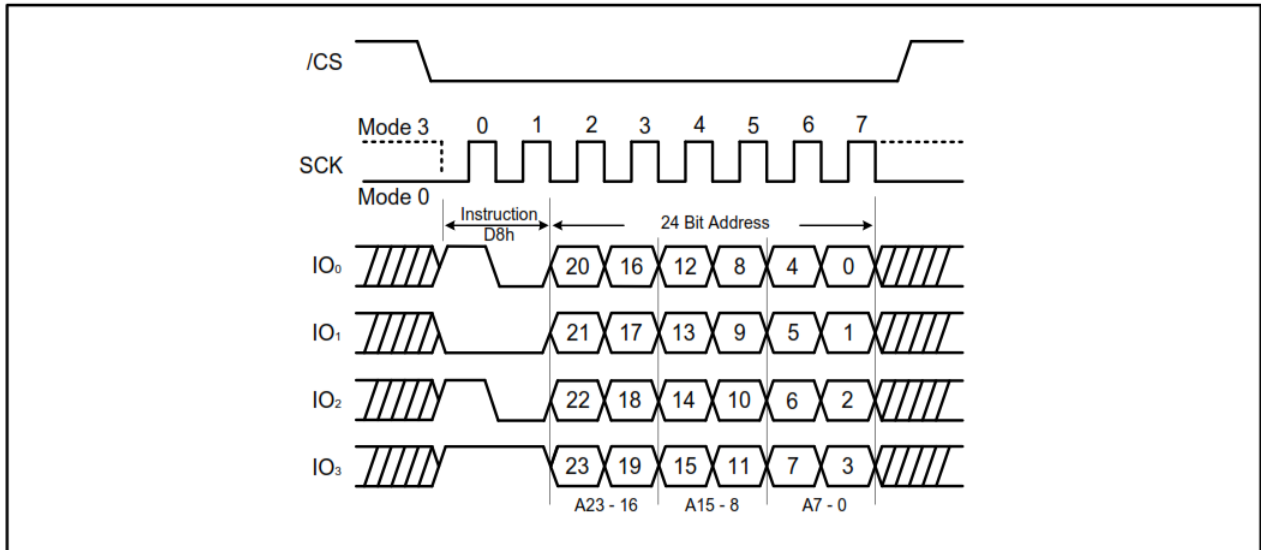 /CS
Mode 3 0 1 2 3 4 5 6 7
SCK
Mode 0
Instruction 24 Bit Address
D8h
IO₀ 20 16 12 8 4 0
IO₁ 21 17 13 9 5 1
IO₂ 22 18 14 10 6 2
IO₃ 23 19 15 11 7 3
A23 - 16 A15 - 8 A7 - 0